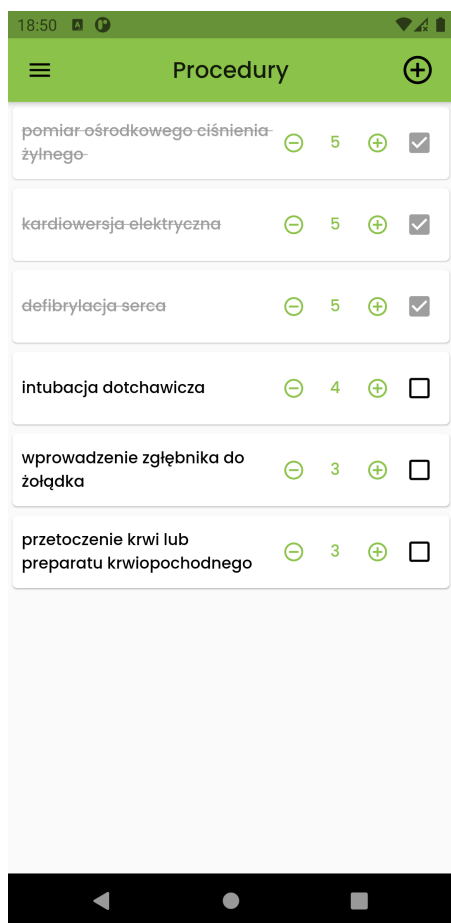 18:50
Procedury
pomiar ośrodkowego ciśnienia
żylnego
5
kardiowersja elektryczna
5
defibrylacja serca
5
intubacja dotchawicza
4
wprowadzenie zgłębnika do
żołądka
3
przetoczenie krwi lub
preparatu krwiopochodnego
3